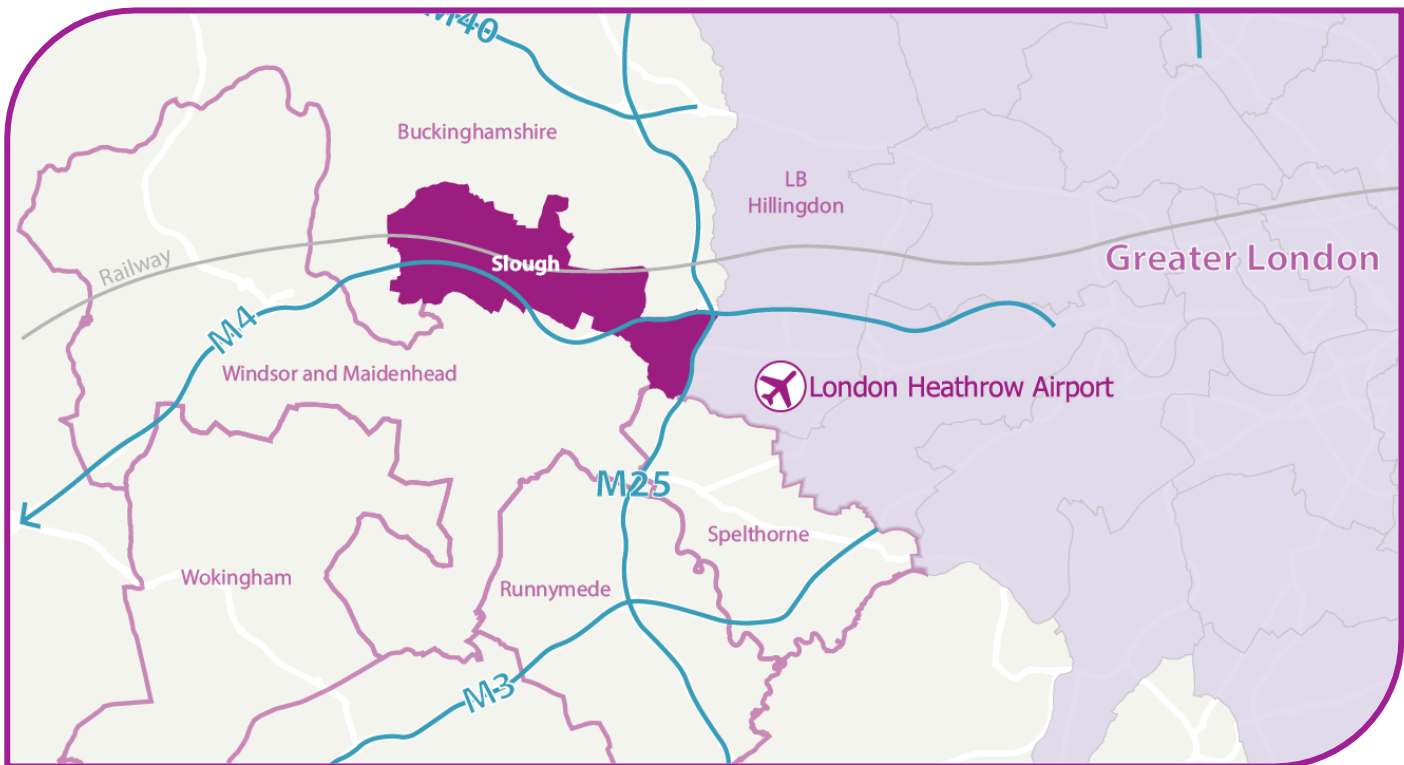 M40
Buckinghamshire
LB
Hillingdon
Railway
Slough
Greater London
M4
Windsor and Maidenhead
London Heathrow Airport
M25
Spelthorne
Wokingham
Runnymede
M3